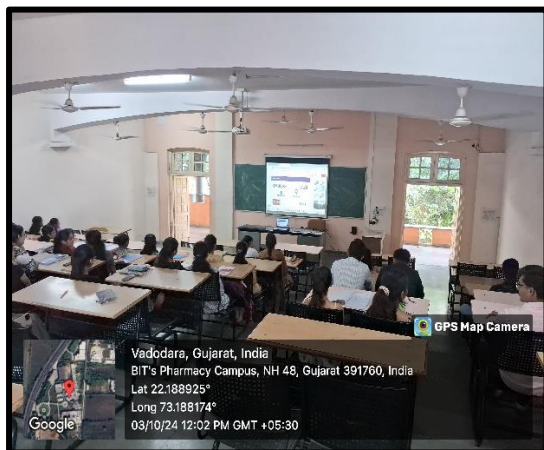 GPS Map Camera
Vadodara, Gujarat, India
BIT's Pharmacy Campus, NH 48, Gujarat 391760, India
Lat 22.188925°
Long 73.188174°
03/10/24 12:02 PM GMT +05:30
Google